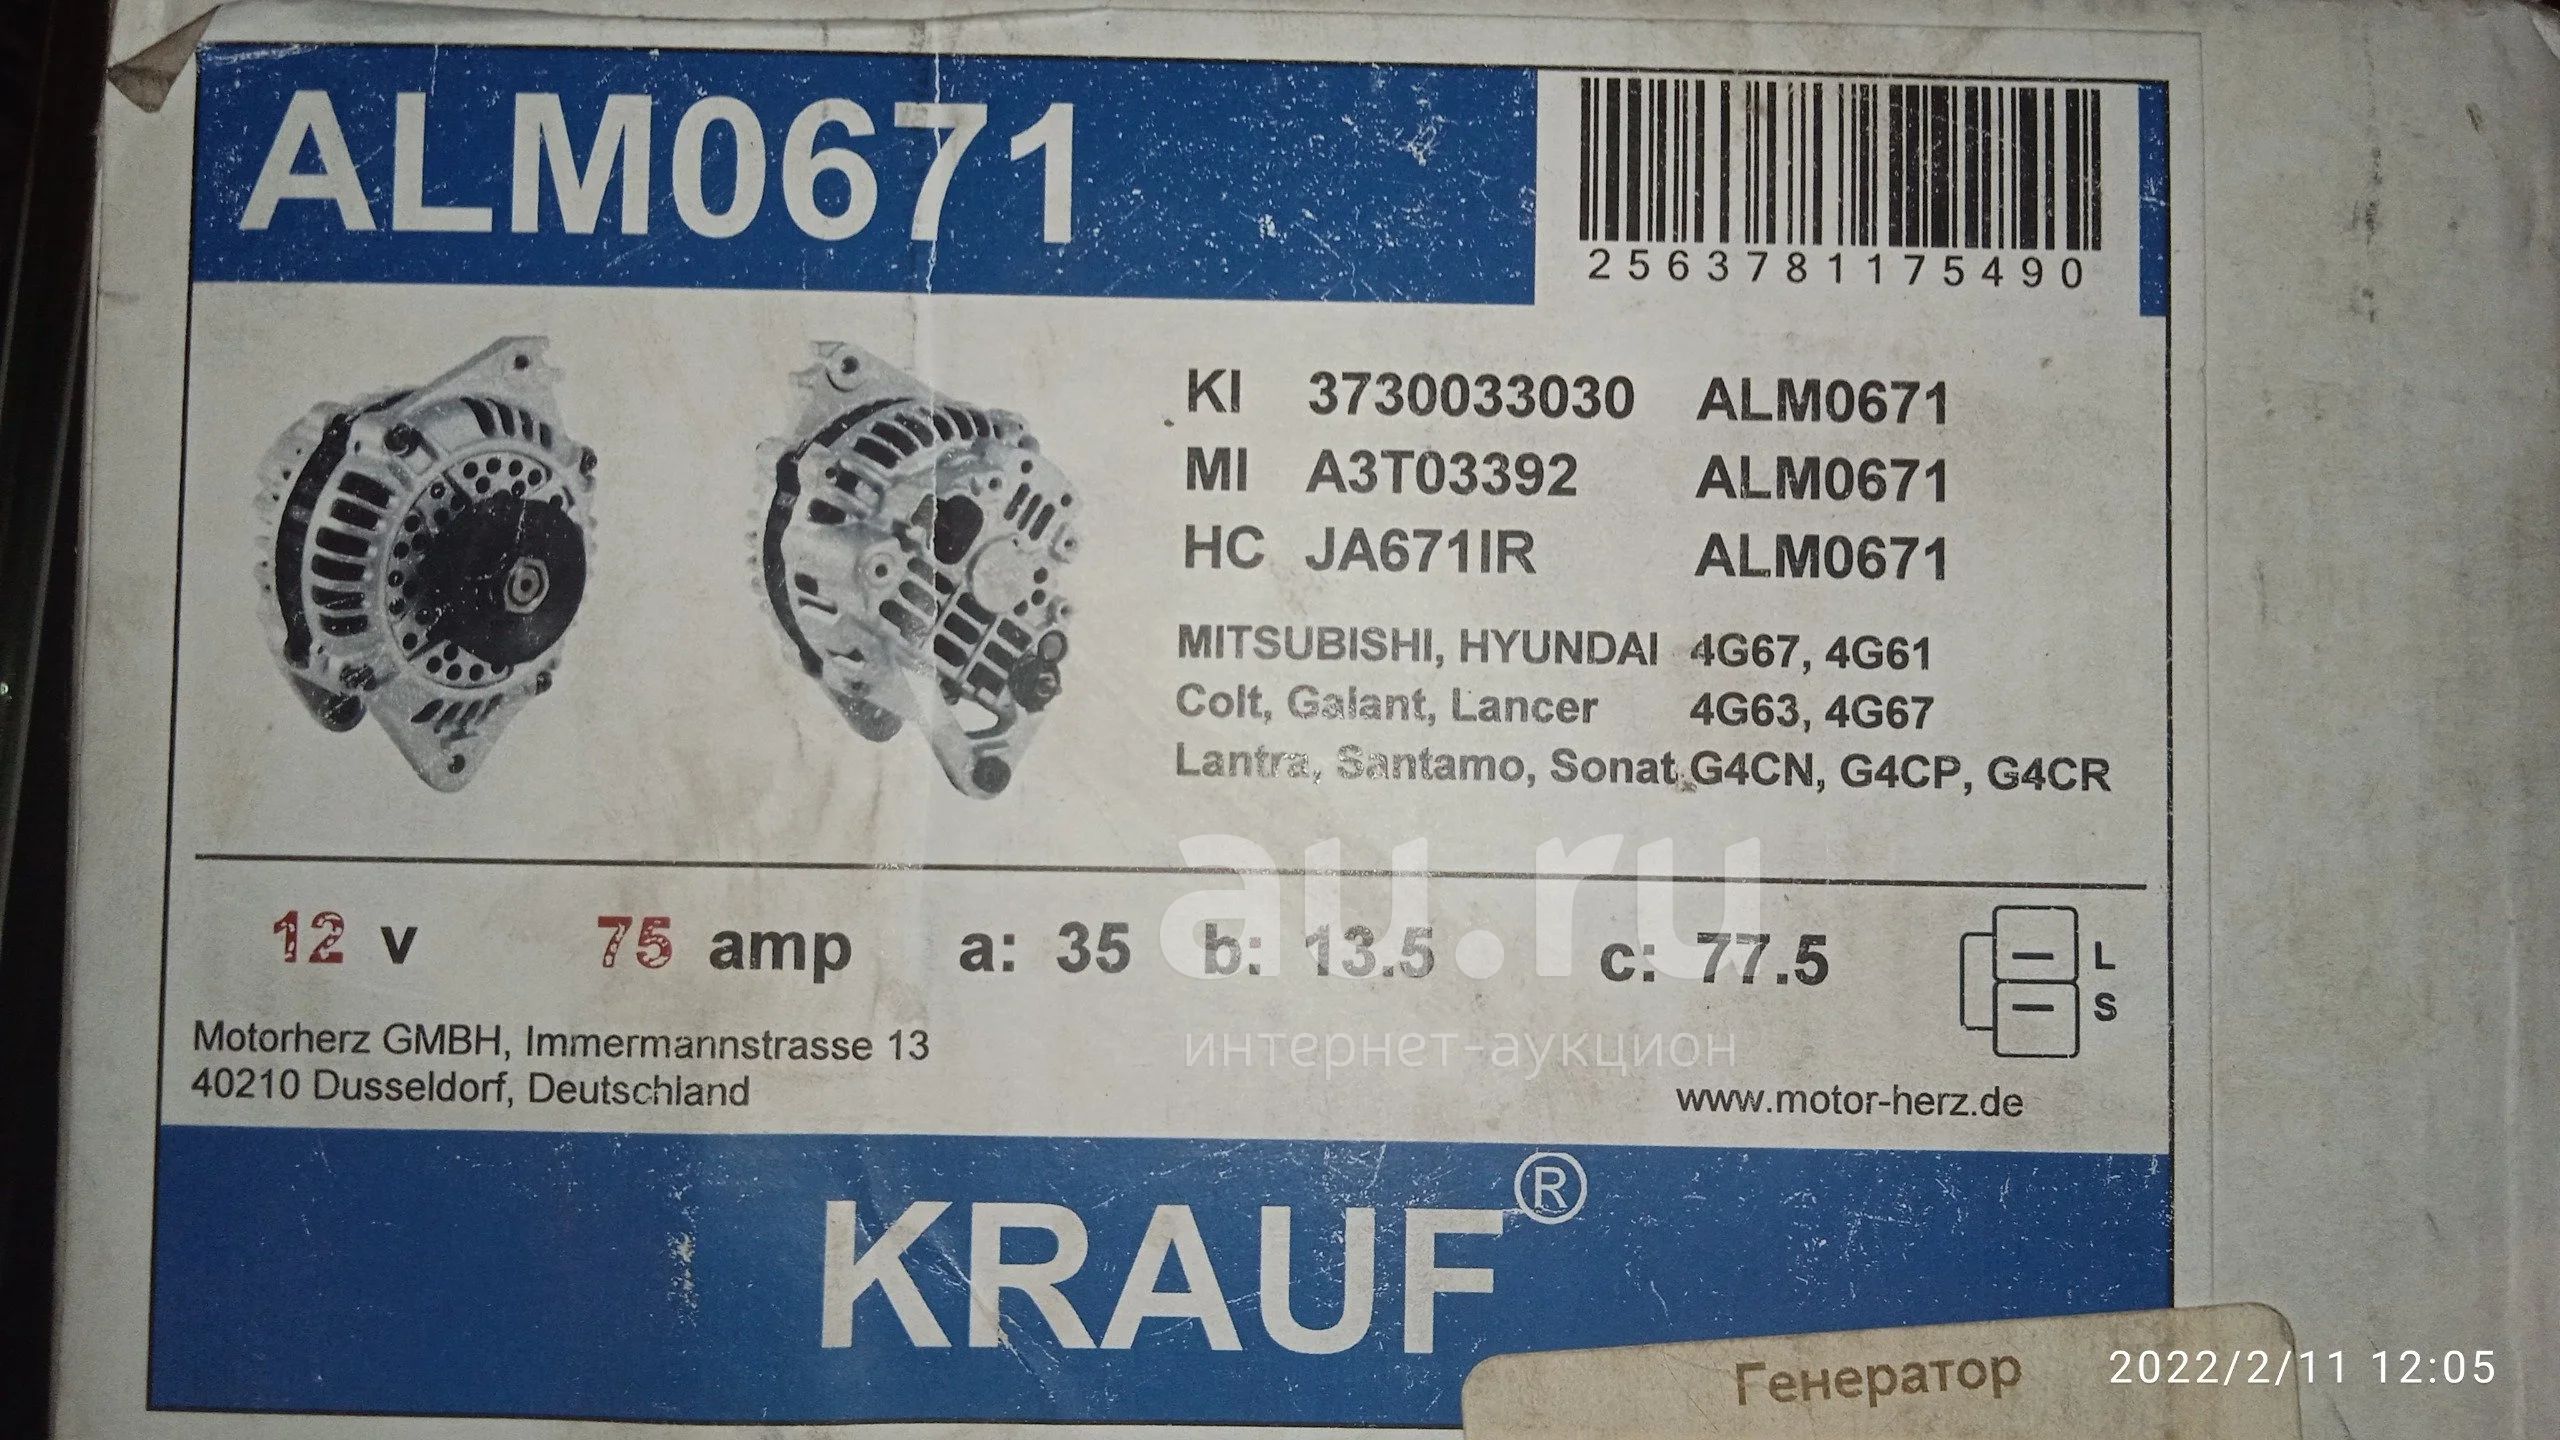 ALM0671
2563781175490
KI 3730033030 ALM0671
MI A3T03392 ALM0671
HC JA671IR ALM0671
MITSUBISHI, HYUNDAI 4G67, 4G61
Colt, Galant, Lancer 4G63, 4G67
Lantra, Santamo, Sonat G4CN, G4CP, G4CR
au.ru
12 v 75 amp a: 35 b: 13.5 c: 77.5
L
S
интернет-аукцион
Motorherz GMBH, Immermannstrasse 13
40210 Dusseldorf, Deutschland
www.motor-herz.de
KRAUF®
Генератор
2022/2/11 12:05